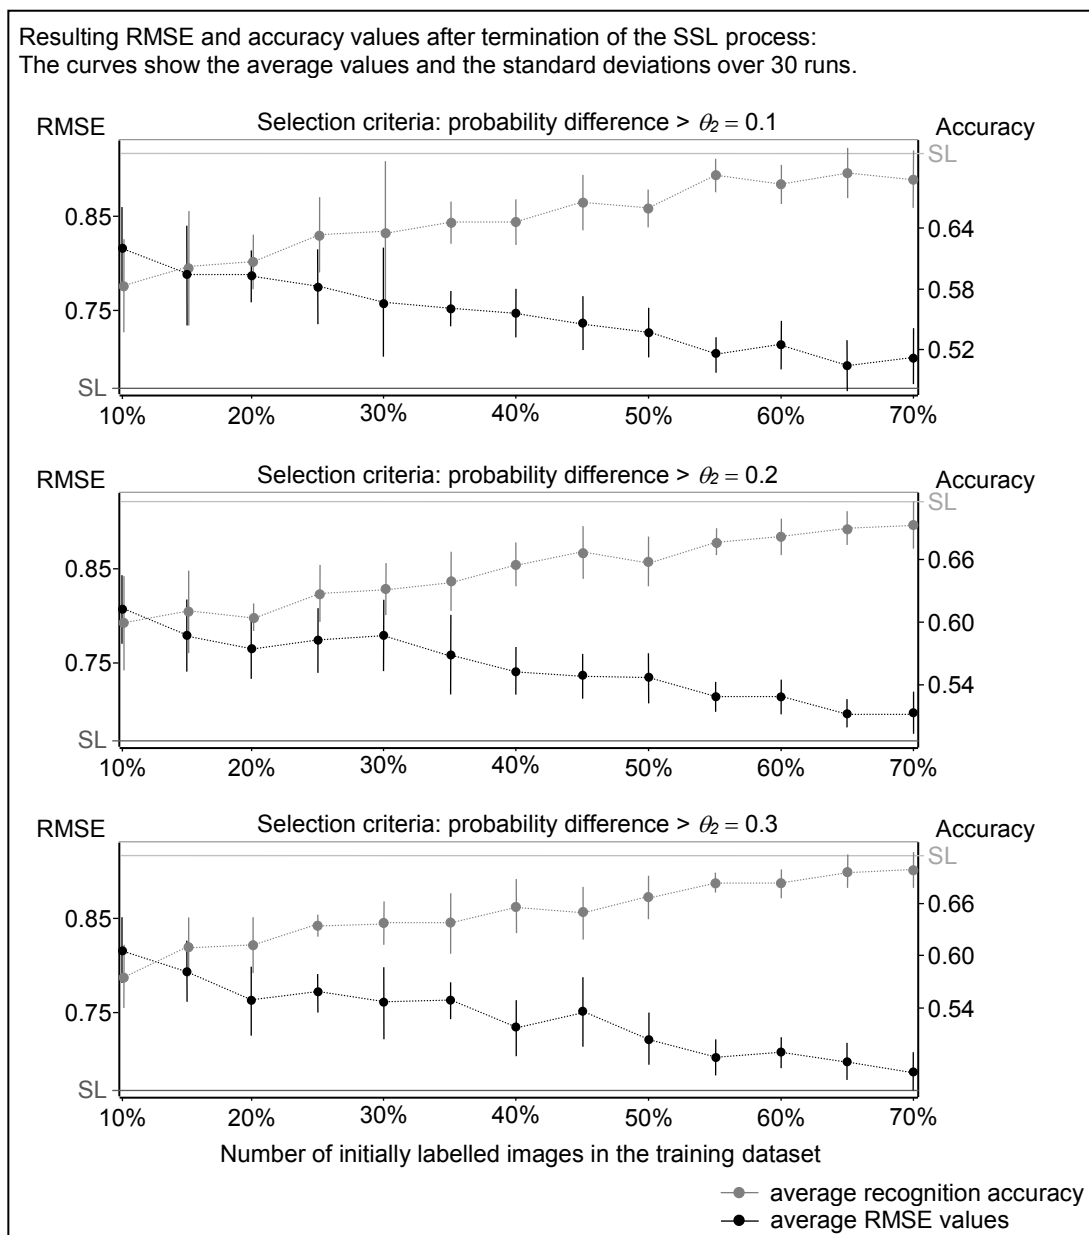 Resulting RMSE and accuracy values after termination of the SSL process:
The curves show the average values and the standard deviations over 30 runs.
RMSE Selection criteria: probability difference > θ2 = 0.1 Accuracy
SL
0.85
0.64
0.75
0.58
0.52
SL
10% 20% 30% 40% 50% 60% 70%
RMSE Selection criteria: probability difference > θ2 = 0.2 Accuracy
SL
0.85
0.66
0.60
0.75
0.54
SL
10% 20% 30% 40% 50% 60% 70%
RMSE Selection criteria: probability difference > θ2 = 0.3 Accuracy
SL
0.85
0.66
0.60
0.75
0.54
SL
10% 20% 30% 40% 50% 60% 70%
Number of initially labelled images in the training dataset
average recognition accuracy
average RMSE values